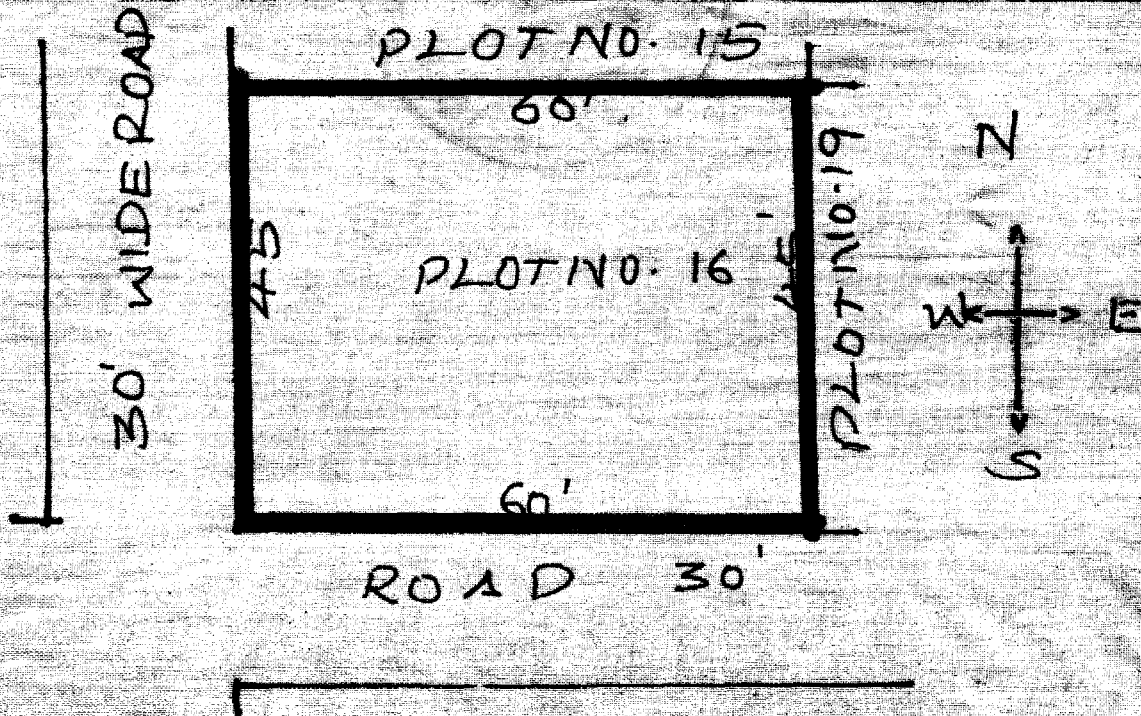 PLOT NO. 15
60'
30' WIDE ROAD
45
PLOT NO. 16
45'
PLOT NO. 19
N
W
E
S
60'
ROAD 30'